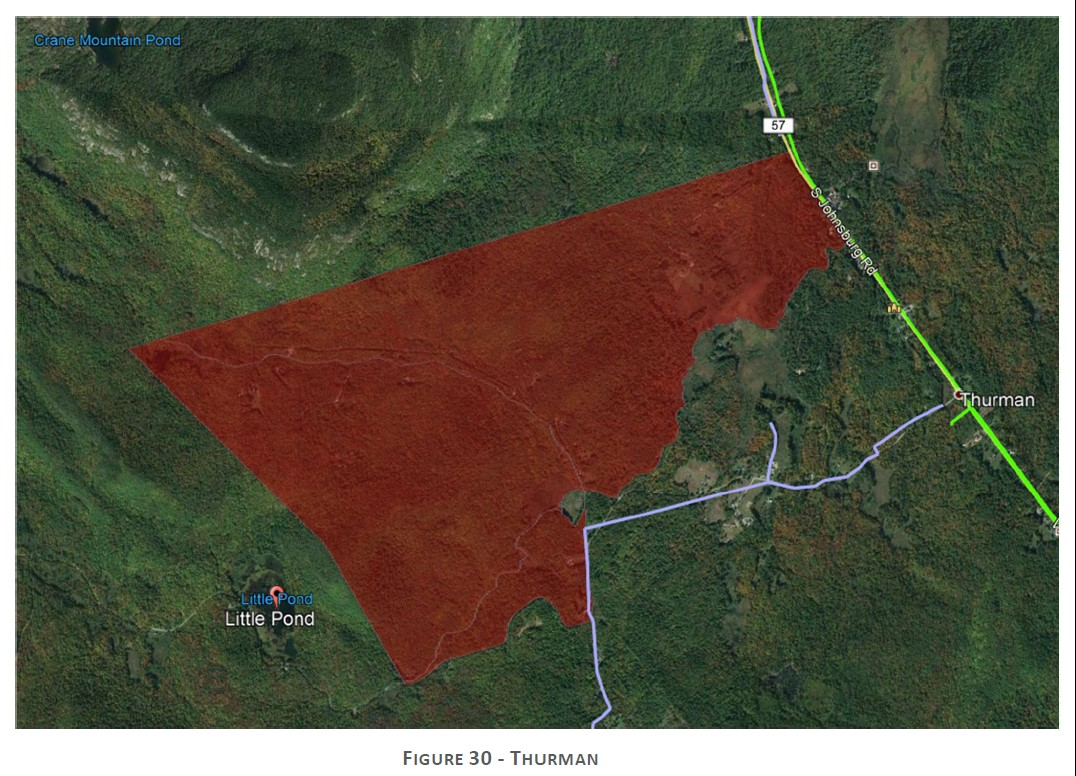 Crane Mountain Pond
57
S Johnsburg Rd
Thurman
Little Pond
Little Pond
FIGURE 30 - THURMAN